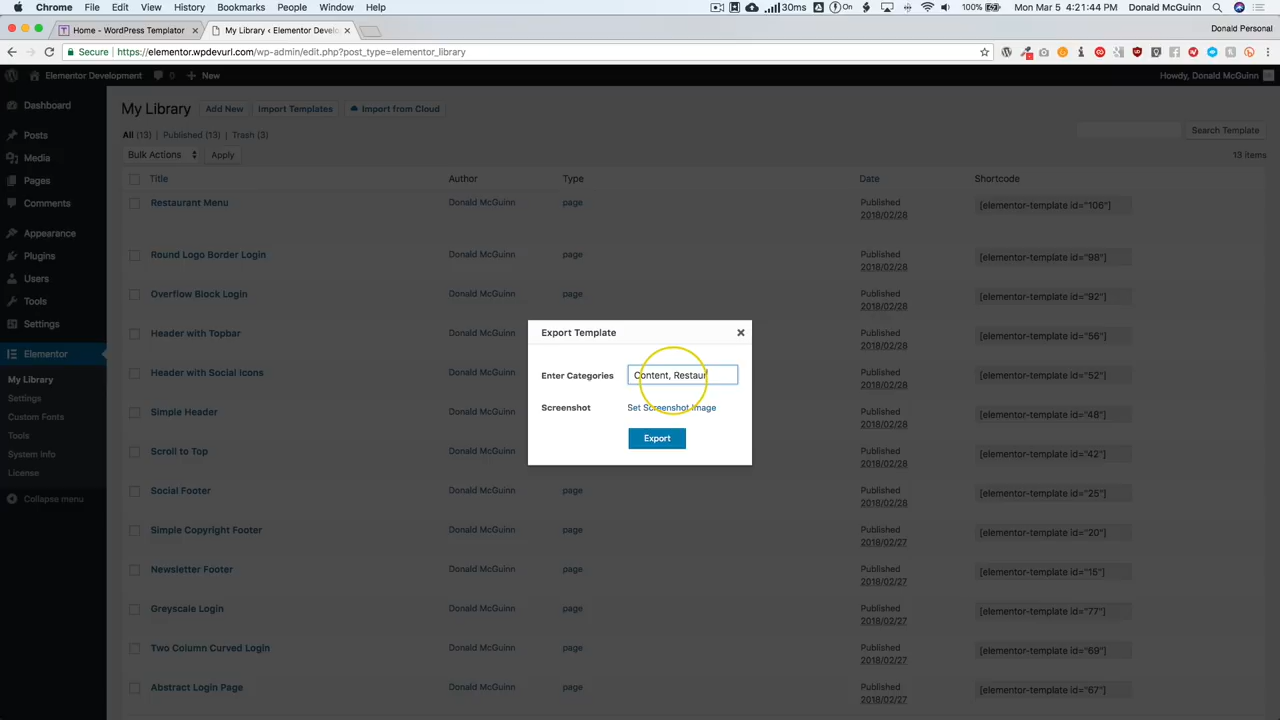 Chrome File Edit View History Bookmarks People Window Help 30ms On 100% Mon Mar 5 4:21:44 PM Donald McGuinn
Home - WordPress Templator × My Library ‹ Elementor Develo × Donald Personal
Secure https://elementor.wpdevurl.com/wp-admin/edit.php?post_type=elementor_library
Elementor Development 0 + New Howdy, Donald McGuinn
Dashboard
Posts
Media
Pages
Comments
Appearance
Plugins
Users
Tools
Settings
Elementor
My Library
Settings
Custom Fonts
Tools
System Info
License
Collapse menu
My Library Add New Import Templates Import from Cloud
All (13) | Published (13) | Trash (3) Search Template
Bulk Actions Apply 13 items
Title Author Type Date Shortcode
Restaurant Menu Donald McGuinn page Published [elementor-template id="106"]
2018/02/28
Round Logo Border Login Donald McGuinn page Published [elementor-template id="98"]
2018/02/28
Overflow Block Login Donald McGuinn page Published [elementor-template id="92"]
2018/02/28
Header with Topbar Donald McGuinn page Published [elementor-template id="56"]
2018/02/28
Header with Social Icons Donald McGuinn page Published [elementor-template id="52"]
2018/02/28
Simple Header Donald McGuinn page Published [elementor-template id="48"]
2018/02/28
Scroll to Top Donald McGuinn page Published [elementor-template id="42"]
2018/02/28
Social Footer Donald McGuinn page Published [elementor-template id="25"]
2018/02/28
Simple Copyright Footer Donald McGuinn page Published [elementor-template id="20"]
2018/02/27
Newsletter Footer Donald McGuinn page Published [elementor-template id="15"]
2018/02/27
Greyscale Login Donald McGuinn page Published [elementor-template id="77"]
2018/02/27
Two Column Curved Login Donald McGuinn page Published [elementor-template id="69"]
2018/02/27
Abstract Login Page Donald McGuinn page Published [elementor-template id="67"]
2018/02/27
Export Template ×
Enter Categories Content, Restaur
Screenshot Set Screenshot Image
Export